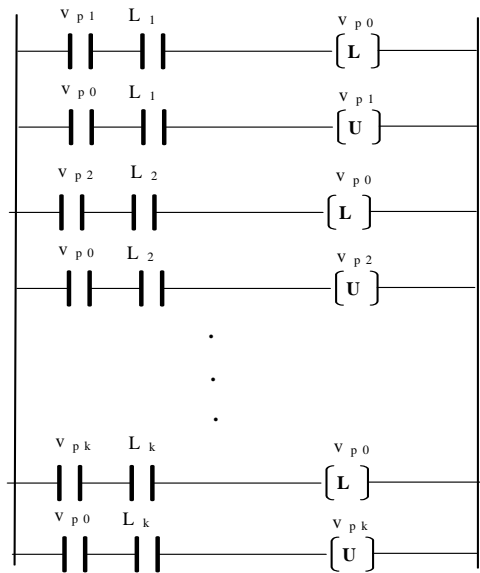 v p 1 L 1 v p 0
L
v p 0 L 1 v p 1
U
v p 2 L 2 v p 0
L
v p 0 L 2 v p 2
U
v p k L k v p 0
L
v p 0 L k v p k
U